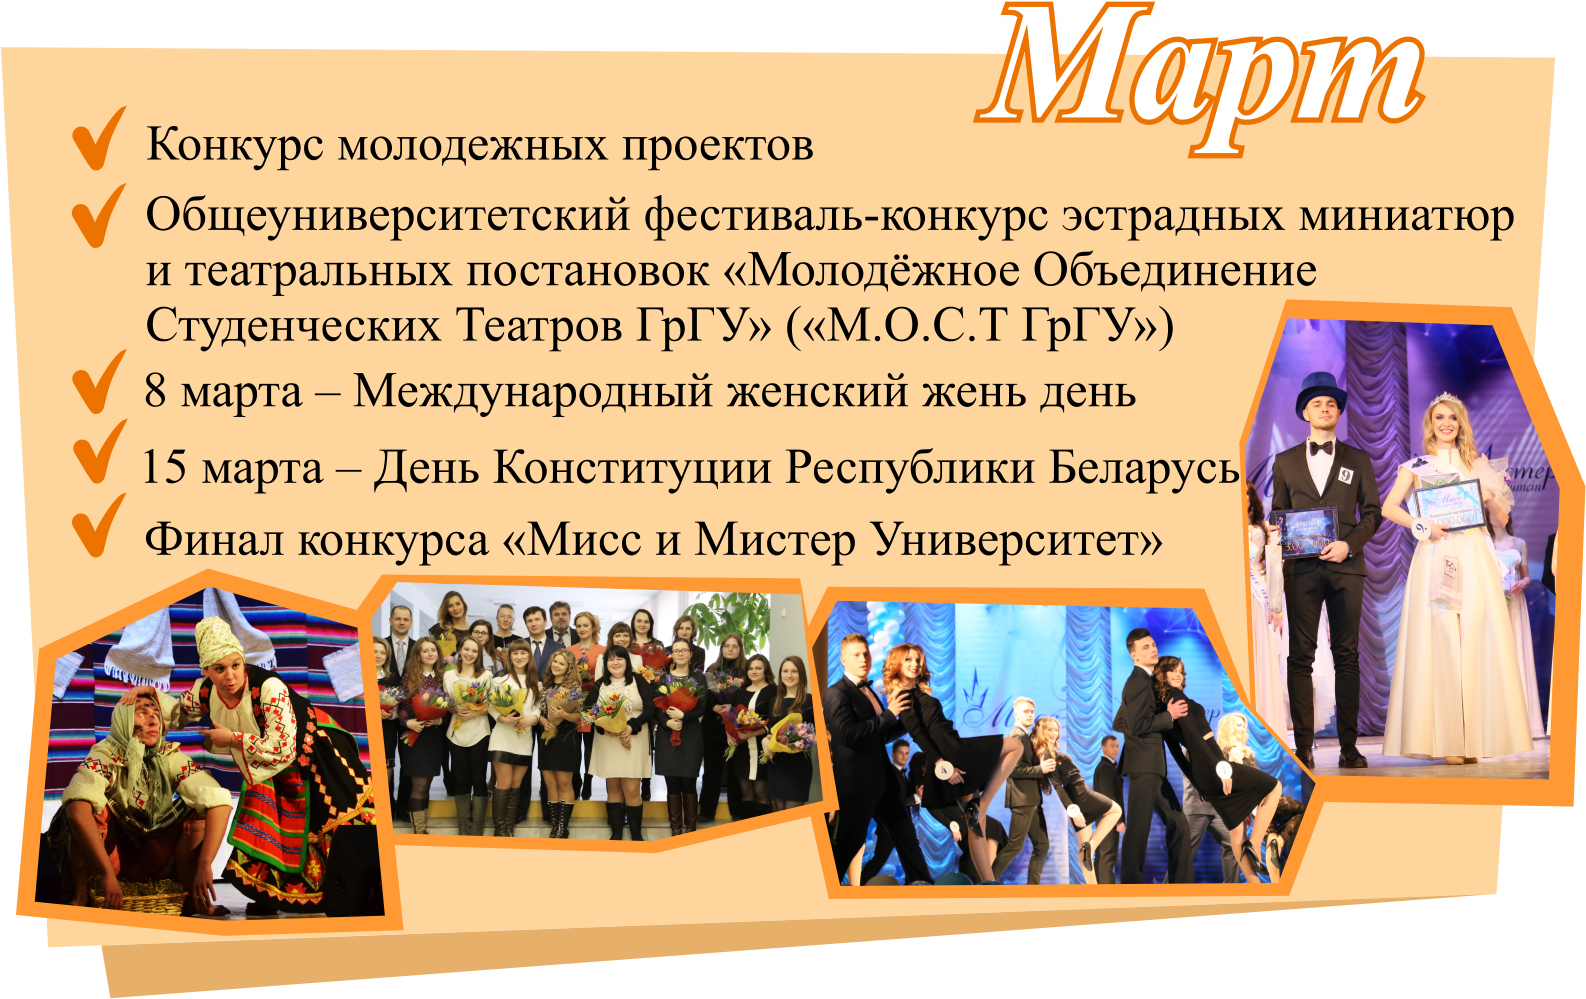 Март
Конкурс молодежных проектов
Общеуниверситетский фестиваль-конкурс эстрадных миниатюр
и театральных постановок «Молодёжное Объединение
Студенческих Театров ГрГУ» («М.О.С.Т ГрГУ»)
8 марта – Международный женский жень день
15 марта – День Конституции Республики Беларусь
Финал конкурса «Мисс и Мистер Университет»
9